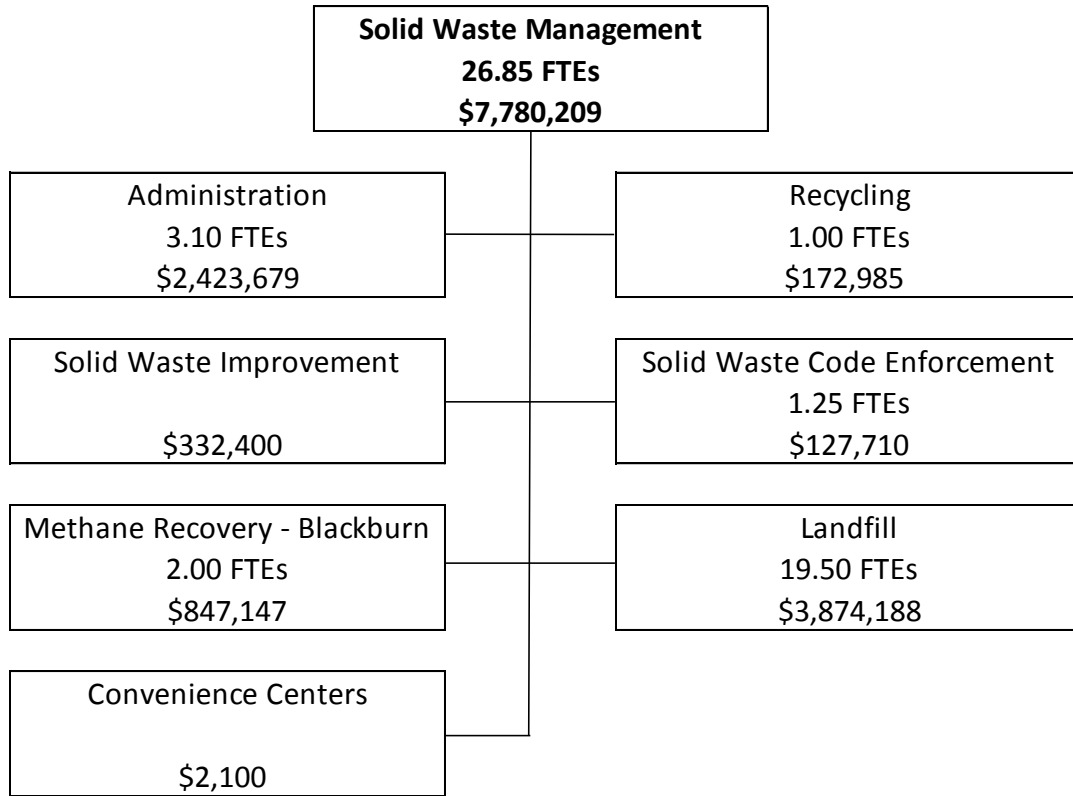 Solid Waste Management
26.85 FTEs
$7,780,209
Administration
3.10 FTEs
$2,423,679
Recycling
1.00 FTEs
$172,985
Solid Waste Improvement
$332,400
Solid Waste Code Enforcement
1.25 FTEs
$127,710
Methane Recovery - Blackburn
2.00 FTEs
$847,147
Landfill
19.50 FTEs
$3,874,188
Convenience Centers
$2,100